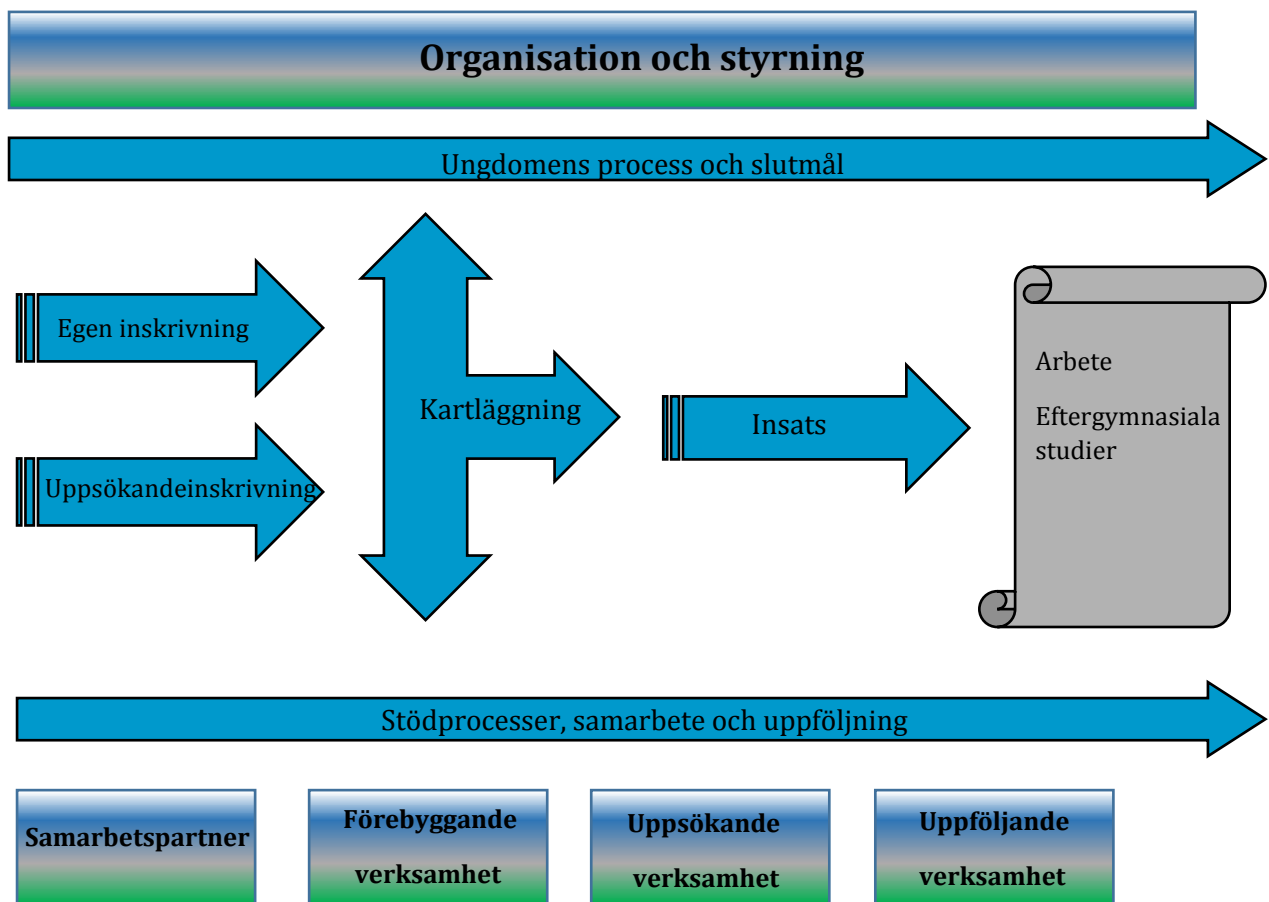 Organisation och styrning
Ungdomens process och slutmål
Egen inskrivning
Uppsökandeinskrivning
Kartläggning
Insats
Arbete
Eftergymnasiala
studier
Stödprocesser, samarbete och uppföljning
Samarbetspartner
Förebyggande
verksamhet
Uppsökande
verksamhet
Uppföljande
verksamhet